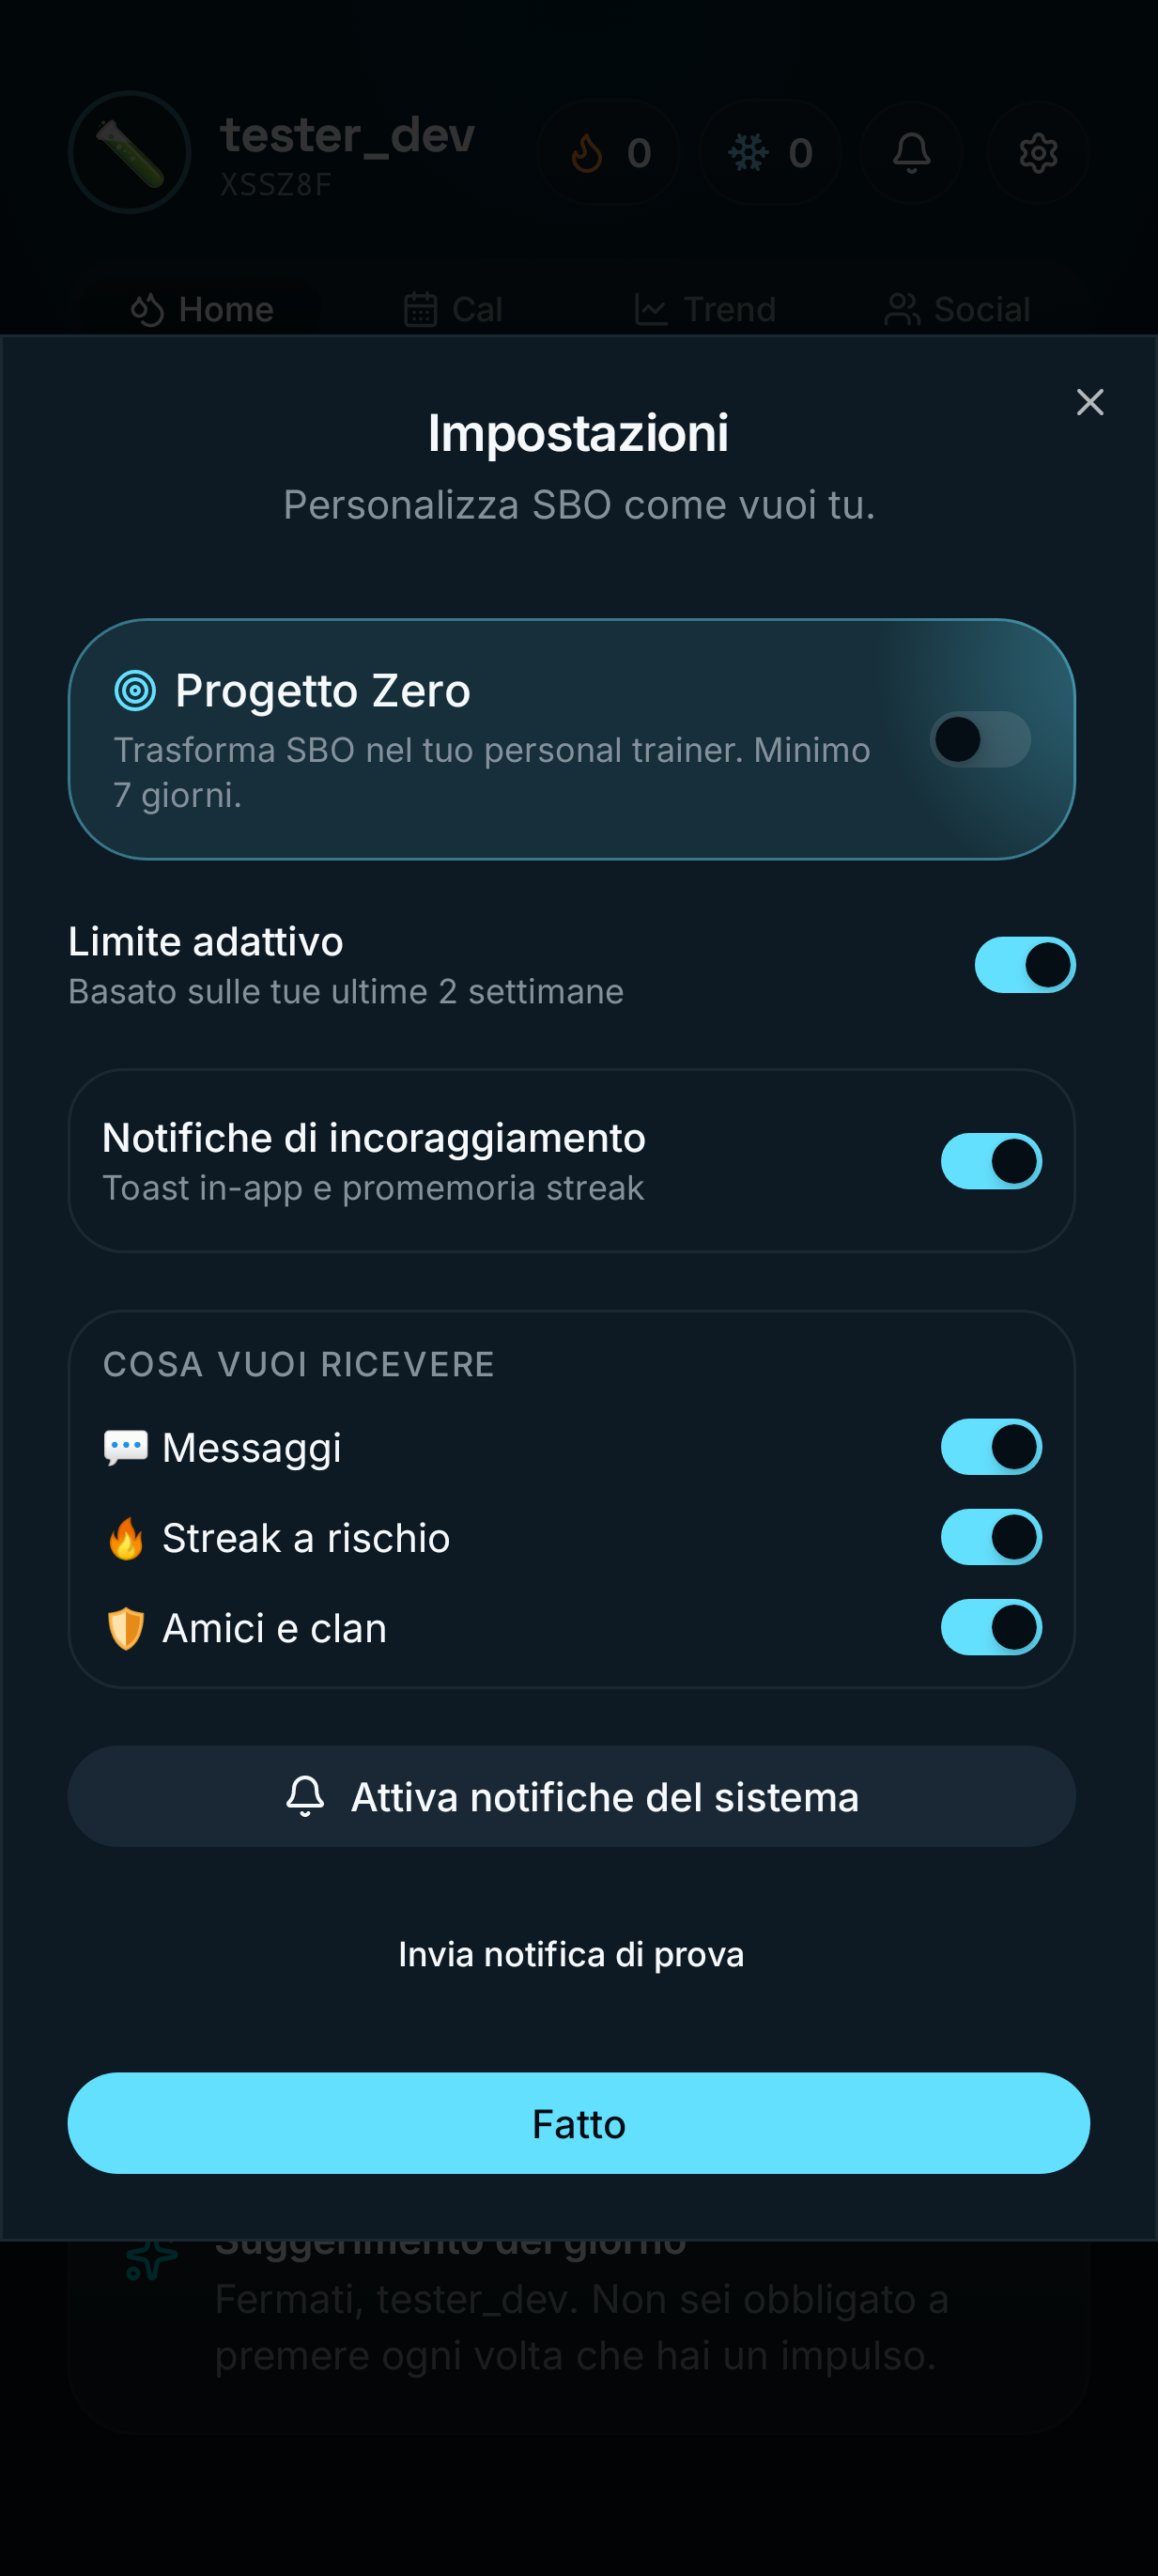 tester_dev
XSSZ8F
0
0
Home
Cal
Trend
Social
Impostazioni
Personalizza SBO come vuoi tu.
Progetto Zero
Trasforma SBO nel tuo personal trainer. Minimo
7 giorni.
Limite adattivo
Basato sulle tue ultime 2 settimane
Notifiche di incoraggiamento
Toast in-app e promemoria streak
COSA VUOI RICEVERE
Messaggi
Streak a rischio
Amici e clan
Attiva notifiche del sistema
Invia notifica di prova
Fatto
Suggerimento del giorno
Fermati, tester_dev. Non sei obbligato a
premere ogni volta che hai un impulso.